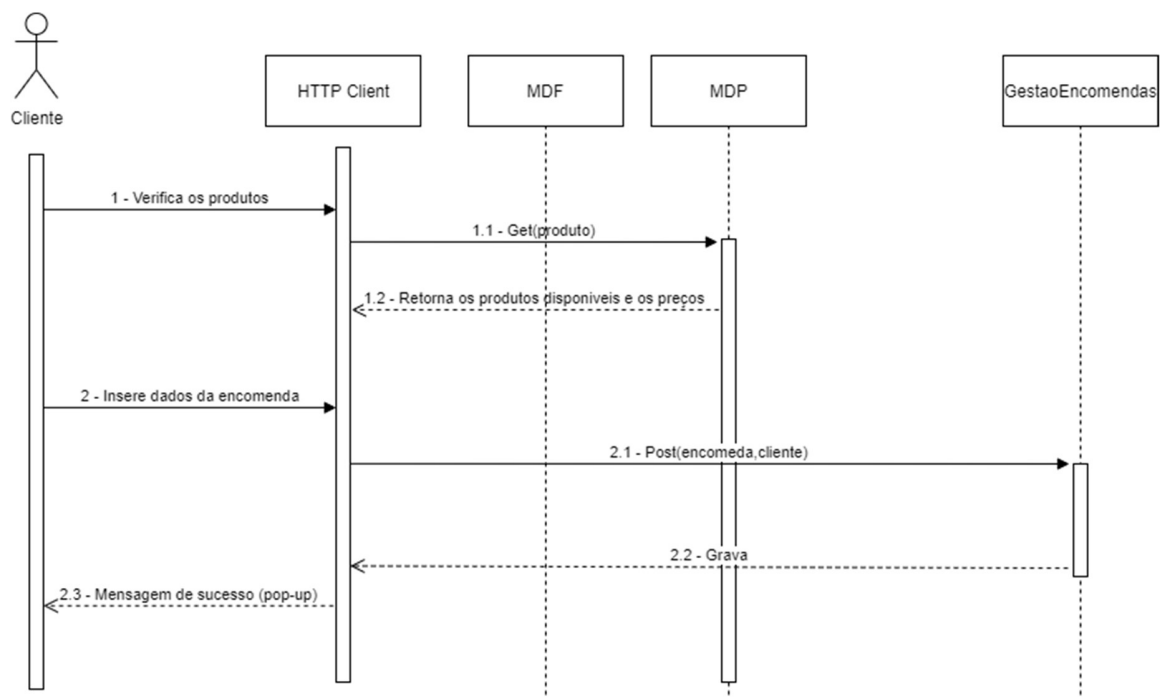 Cliente
HTTP Client
MDF
MDP
GestaoEncomendas
1 - Verifica os produtos
1.1 - Get(produto)
1.2 - Retorna os produtos disponiveis e os preços
2 - Insere dados da encomenda
2.1 - Post(encomeda,cliente)
2.2 - Grava
2.3 - Mensagem de sucesso (pop-up)